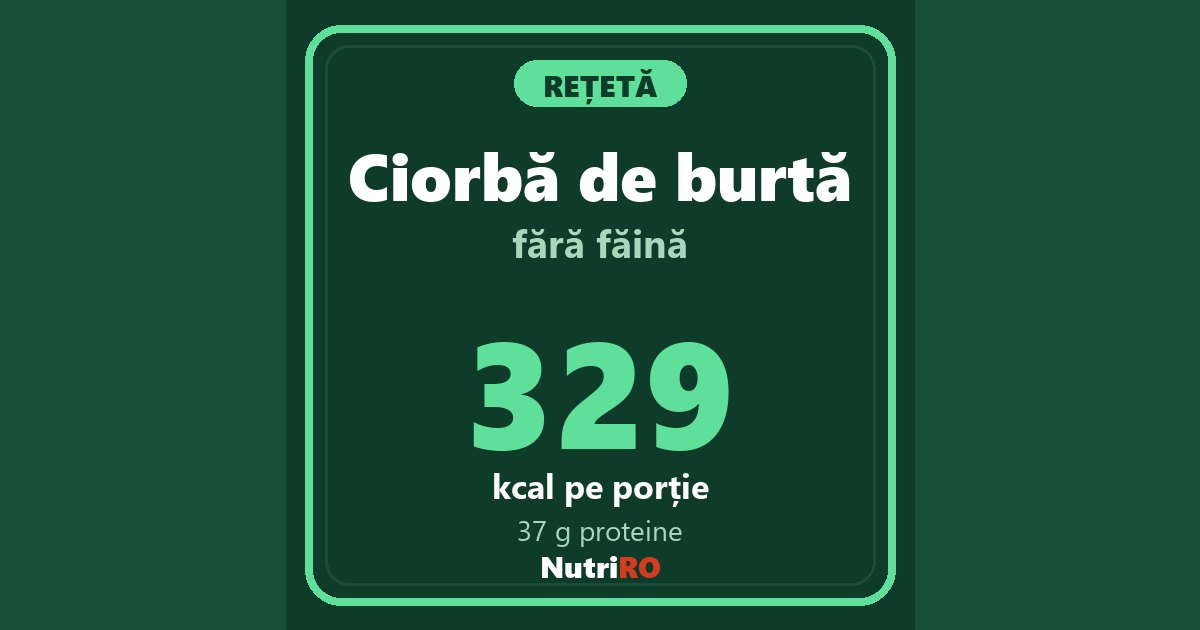 REȚETĂ
Ciorbă de burtă
fără făină
329
kcal pe porție
37 g proteine
NutriRO